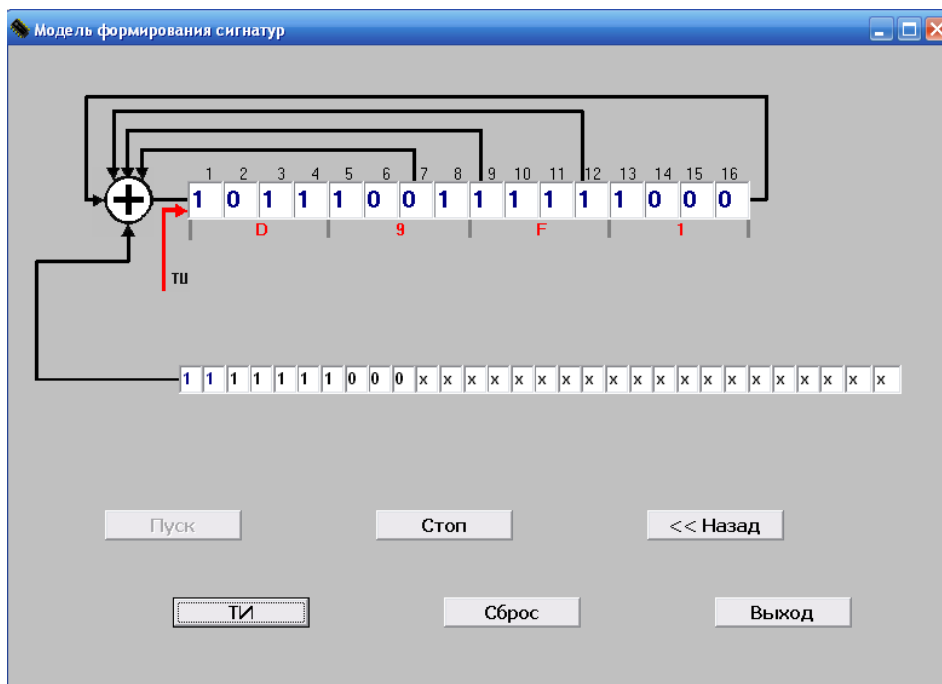 Модель формирования сигнатур
1 2 3 4 5 6 7 8 9 10 11 12 13 14 15 16
1 0 1 1 1 0 0 1 1 1 1 1 1 0 0 0
D 9 F 1
ТЦ
1 1 1 1 1 1 1 0 0 0 x x x x x x x x x x x x x x x x x x x x
Пуск Стоп << Назад
ТИ Сброс Выход